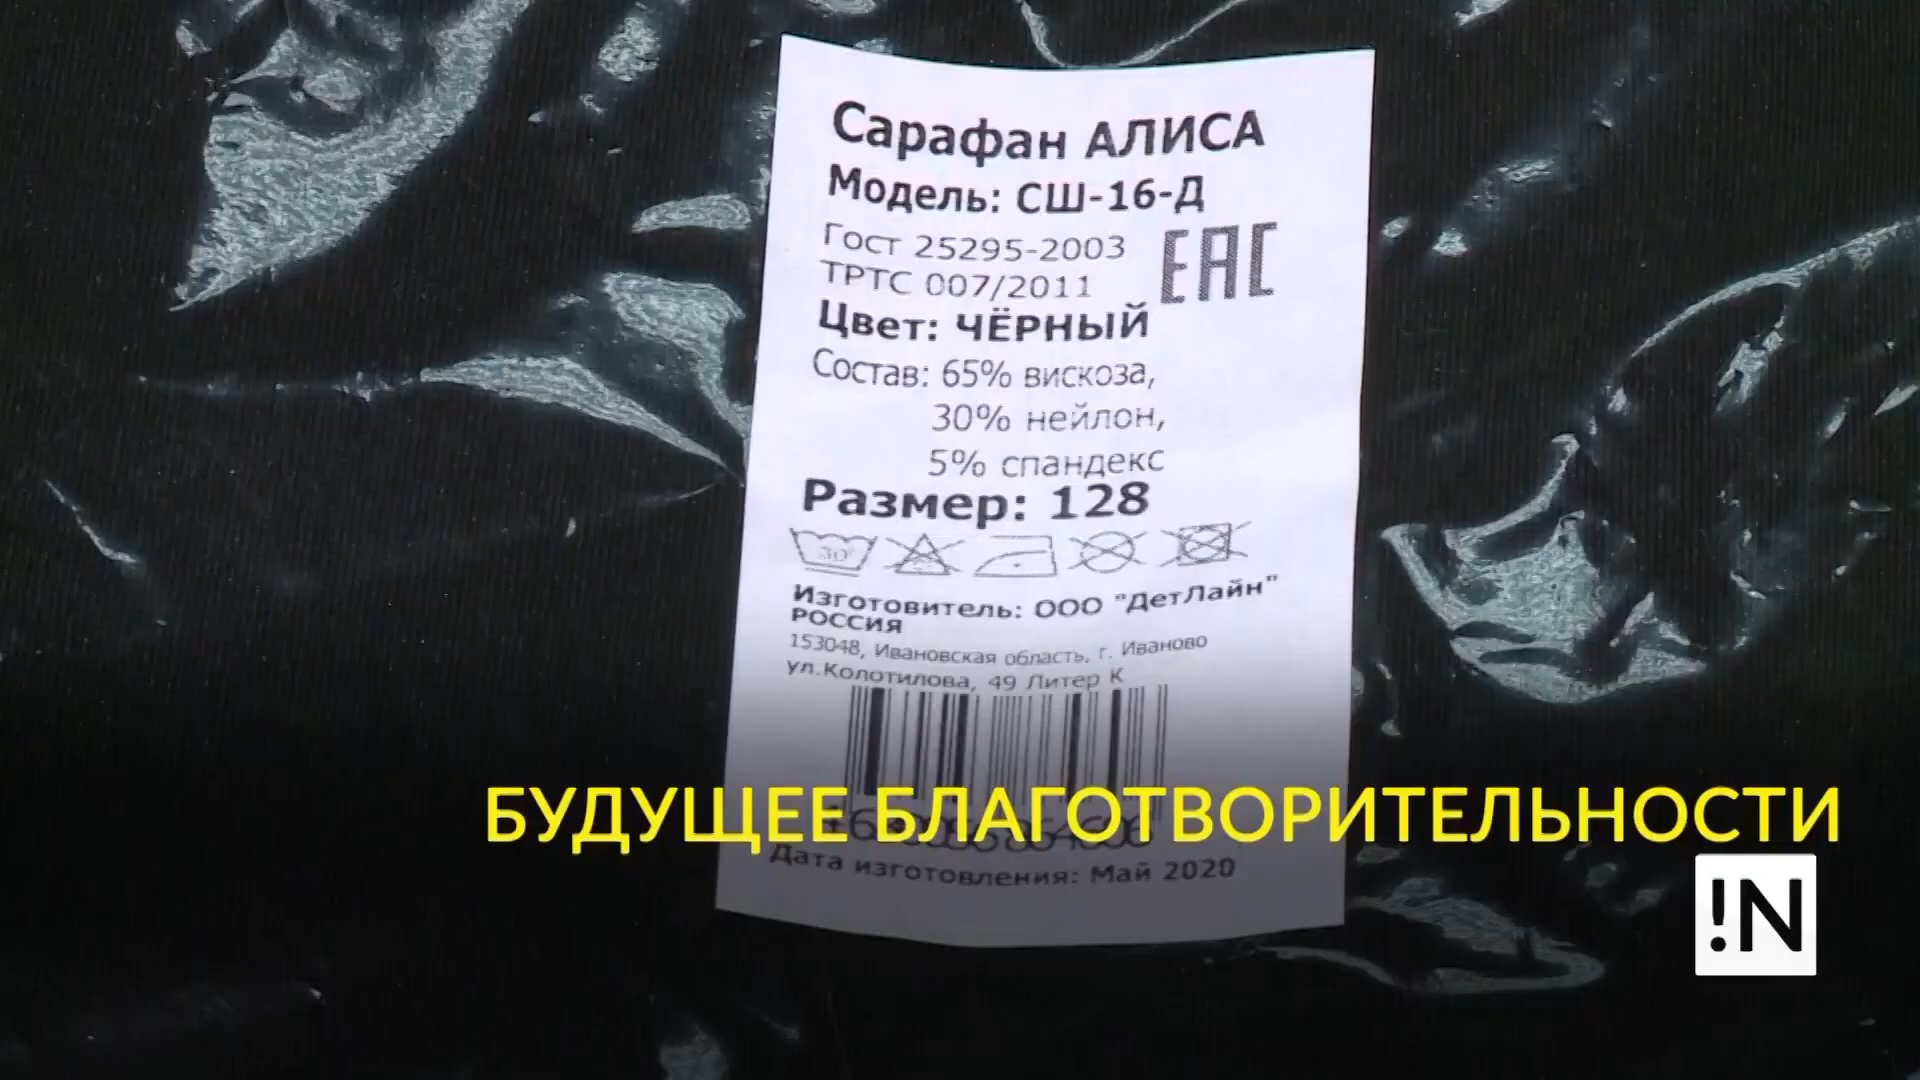 Сарафан АЛИСА
Модель: СШ-16-Д
Гост 25295-2003
ТРТС 007/2011
ЕАС
Цвет: ЧЁРНЫЙ
Состав: 65% вискоза,
30% нейлон,
5% спандекс
Размер: 128
30°
Изготовитель: ООО "ДетЛайн"
РОССИЯ
153048, Ивановская область, г. Иваново
ул.Колотилова, 49 Литер К
БУДУЩЕЕ БЛАГОТВОРИТЕЛЬНОСТИ
Дата изготовления: Май 2020
!N